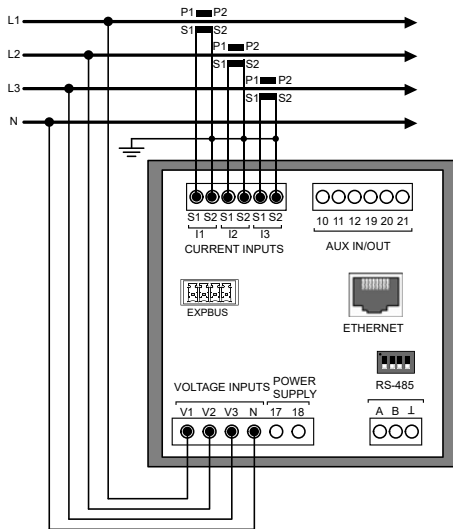 L1
P1 P2
S1 S2
L2
P1 P2
S1 S2
L3
P1 P2
S1 S2
N
S1 S2 S1 S2 S1 S2
I1 I2 I3
CURRENT INPUTS
10 11 12 19 20 21
AUX IN/OUT
EXPBUS
ETHERNET
RS-485
VOLTAGE INPUTS
POWER
SUPPLY
V1 V2 V3 N 17 18
A B ⊥